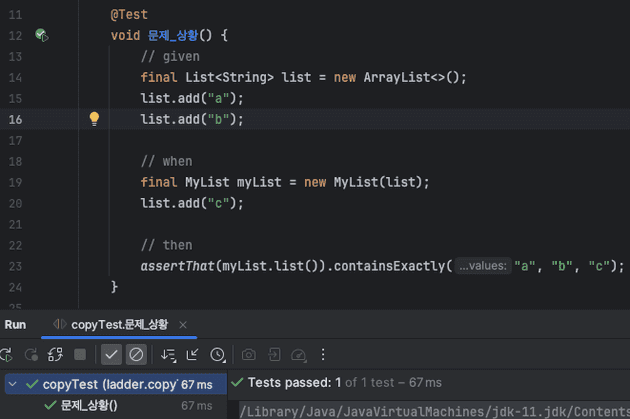 11 @Test
12 void 문제_상황() {
13 // given
14 final List<String> list = new ArrayList<>();
15 list.add("a");
16 list.add("b");
17
18 // when
19 final MyList myList = new MyList(list);
20 list.add("c");
21
22 // then
23 assertThat(myList.list()).containsExactly( ...values: "a", "b", "c");
24 }
25
Run copyTest.문제_상황 ×
copyTest (ladder.copy) 67 ms
Tests passed: 1 of 1 test – 67 ms
문제_상황() 67 ms
/Library/Java/JavaVirtualMachines/jdk-11.jdk/Contents